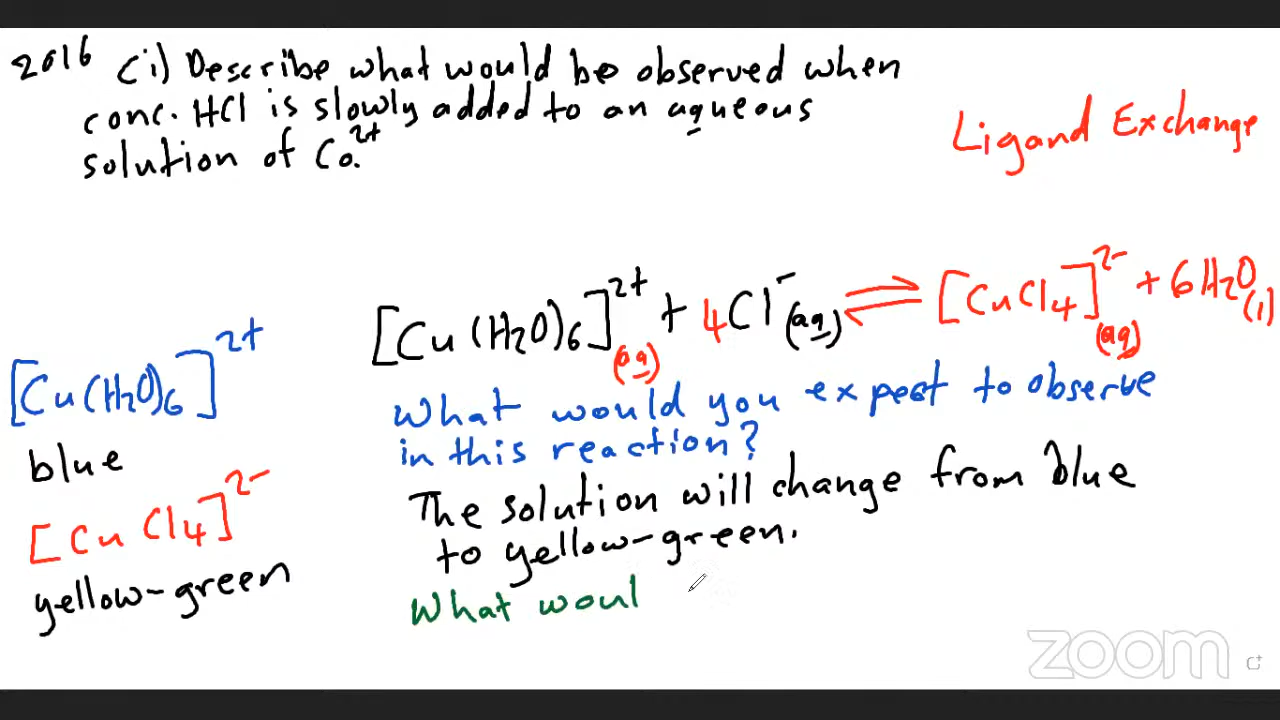 2016 (i) Describe what would be observed when
conc. HCl is slowly added to an aqueous
solution of Co.²⁺
Ligand Exchange
[Cu(H₂O)₆]²⁺(aq) + 4Cl⁻(aq) ⇌ [CuCl₄]²⁻(aq) + 6H₂O(l)
[Cu(H₂O)₆]²⁺
blue
[CuCl₄]²⁻
yellow-green
What would you expect to observe
in this reaction?
The solution will change from blue
to yellow-green.
What woul
zoom